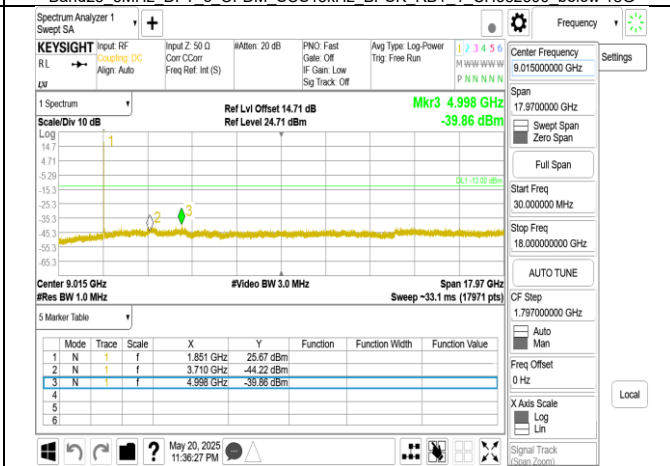 Spectrum Analyzer 1
Swept SA
Frequency
KEYSIGHT
RL
Input: RF
Coupling: DC
Align: Auto
Input Z: 50 Ω
Corr CCorr
Freq Ref: Int (S)
#Atten: 20 dB
PNO: Fast
Gate: Off
IF Gain: Low
Sig Track: Off
Avg Type: Log-Power
Trig: Free Run
1 2 3 4 5 6
M W W W W W
P N N N N N
LXI
Center Frequency
9.015000000 GHz
Settings
Span
17.9700000 GHz
Swept Span
Zero Span
Full Span
Start Freq
30.000000 MHz
Stop Freq
18.000000000 GHz
AUTO TUNE
CF Step
1.797000000 GHz
Auto
Man
Freq Offset
0 Hz
X Axis Scale
Log
Lin
Local
Signal Track
(Span Zoom)
1 Spectrum
Scale/Div 10 dB
Ref Lvl Offset 14.71 dB
Ref Level 24.71 dBm
Mkr3 4.998 GHz
-39.86 dBm
Log
14.7
4.71
-5.29
-15.3
-25.3
-35.3
-45.3
-55.3
-65.3
DL1 -13.00 dBm
1
2
3
Center 9.015 GHz
#Video BW 3.0 MHz
Span 17.97 GHz
#Res BW 1.0 MHz
Sweep ~33.1 ms (17971 pts)
5 Marker Table
Mode Trace Scale X Y Function Function Width Function Value
1 N 1 f 1.851 GHz 25.67 dBm
2 N 1 f 3.710 GHz -44.22 dBm
3 N 1 f 4.998 GHz -39.86 dBm
4
5
6
?
May 20, 2025
11:36:27 PM